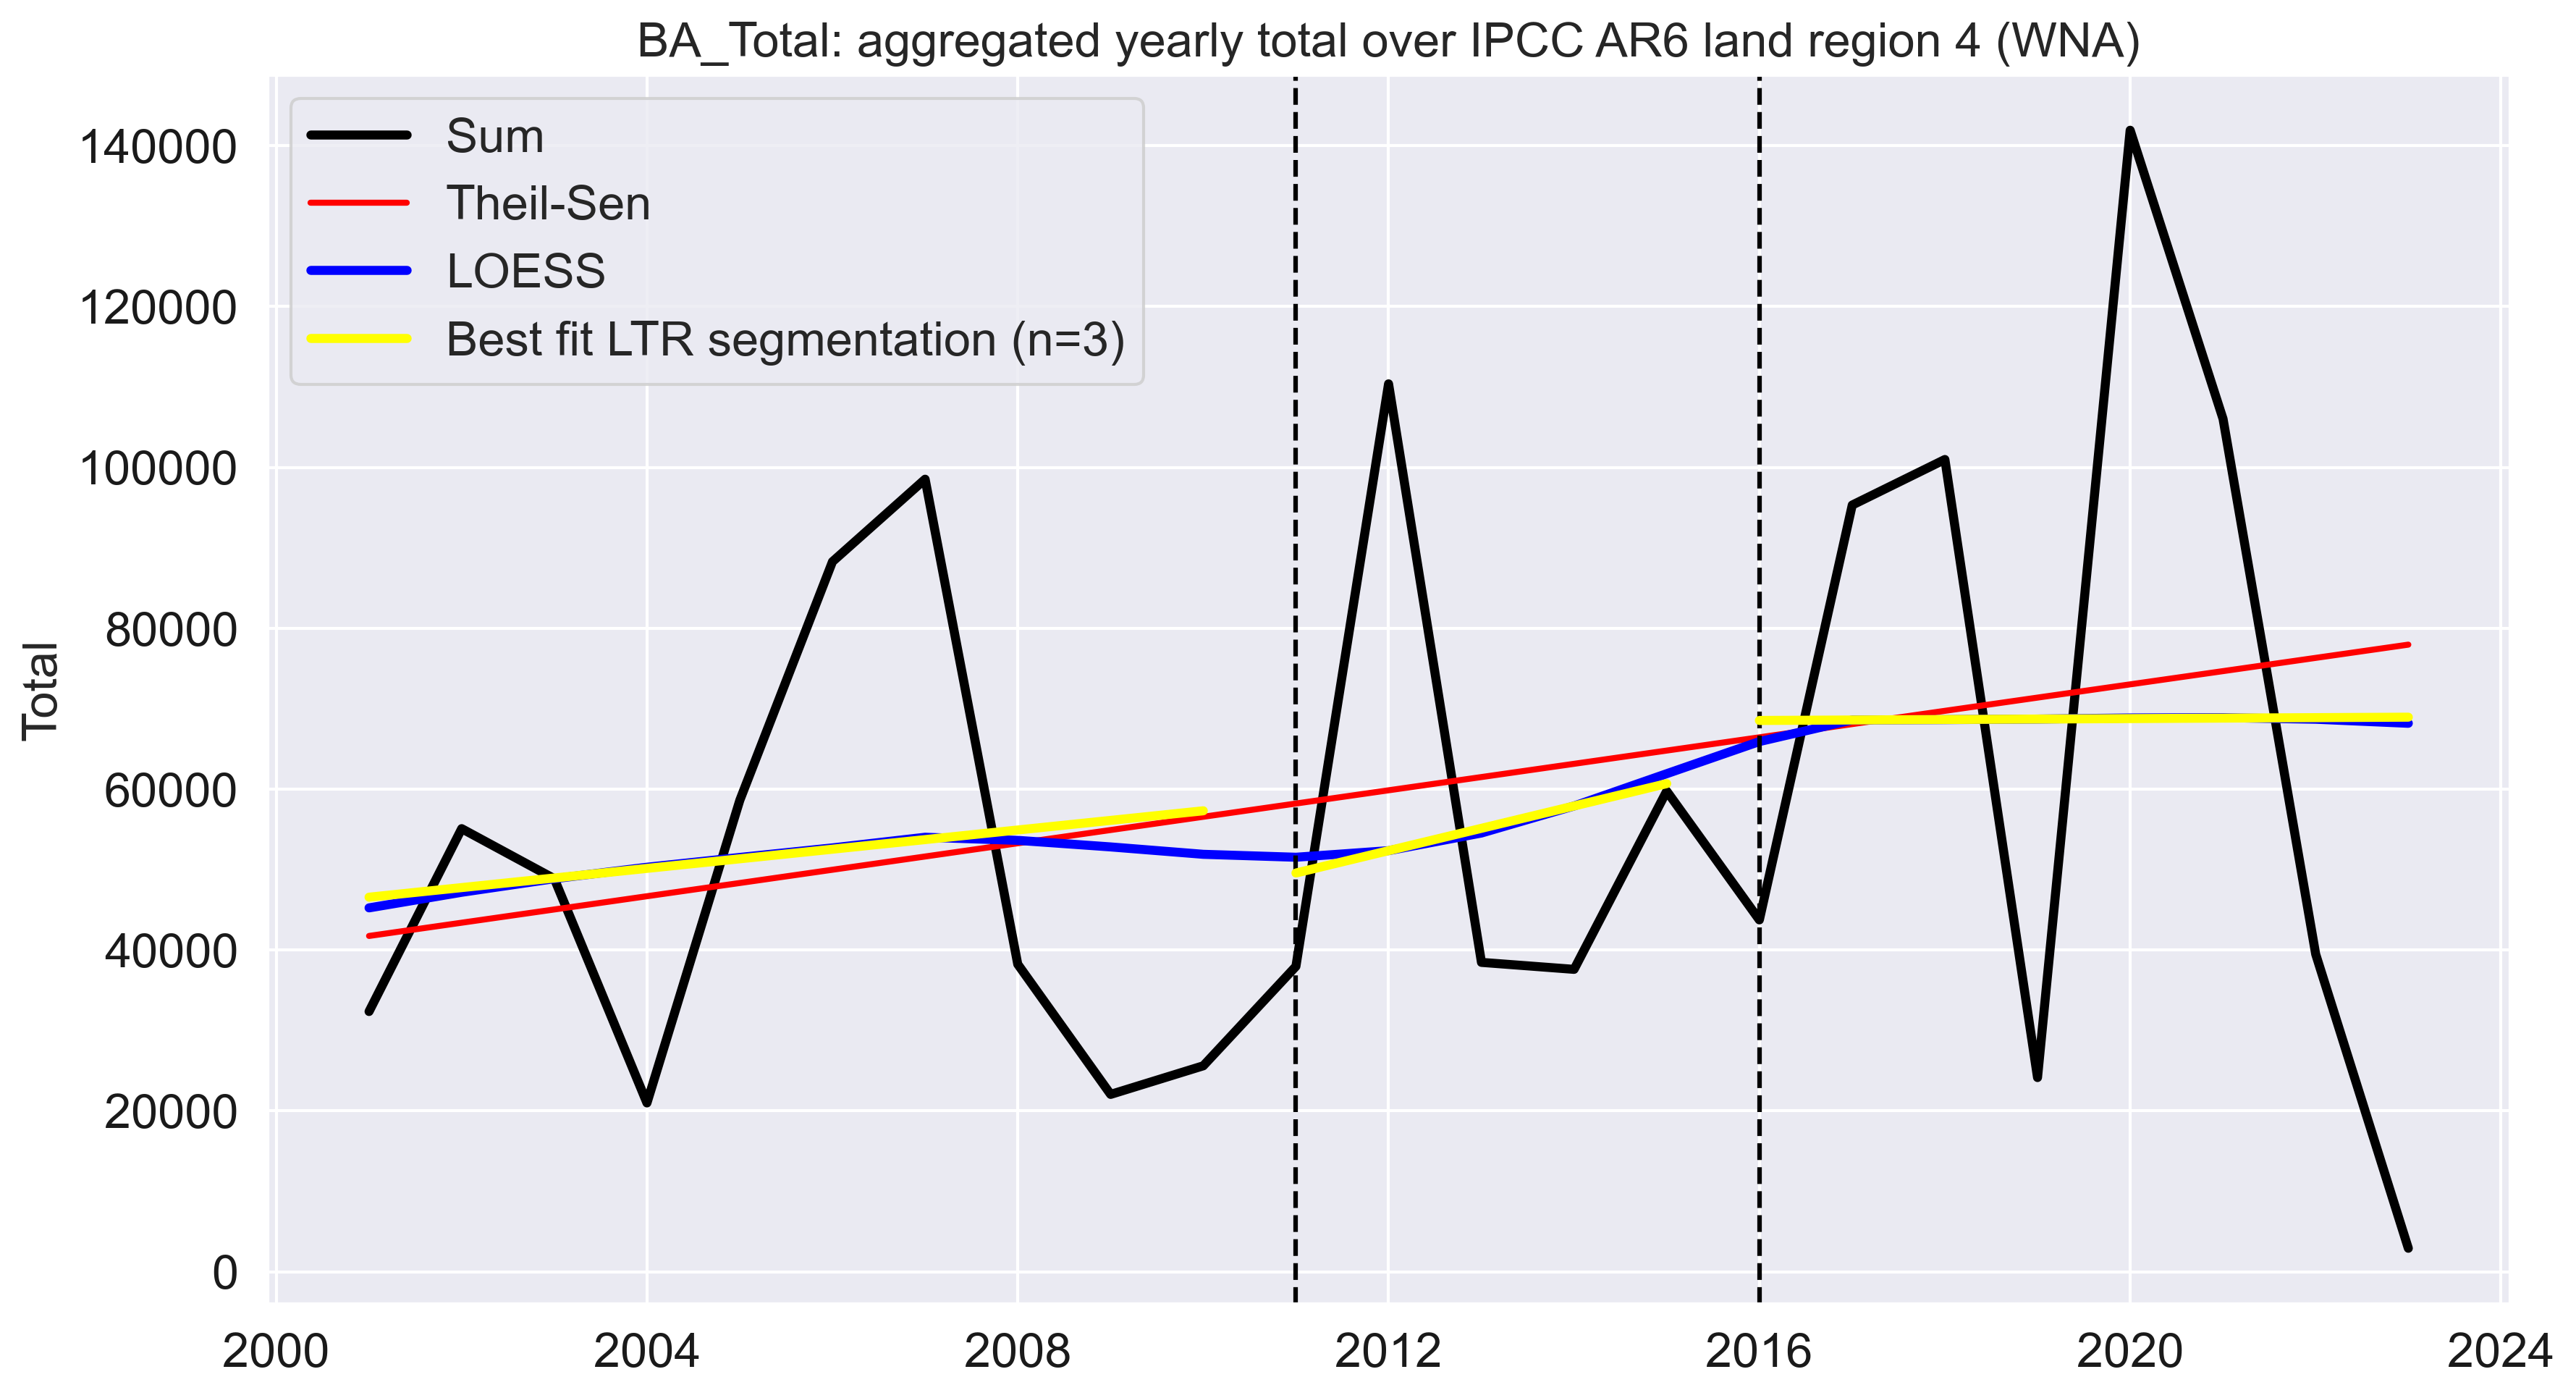 BA_Total: aggregated yearly total over IPCC AR6 land region 4 (WNA)
Sum
Theil-Sen
LOESS
Best fit LTR segmentation (n=3)
Total
140000
120000
100000
80000
60000
40000
20000
0
2000 2004 2008 2012 2016 2020 2024